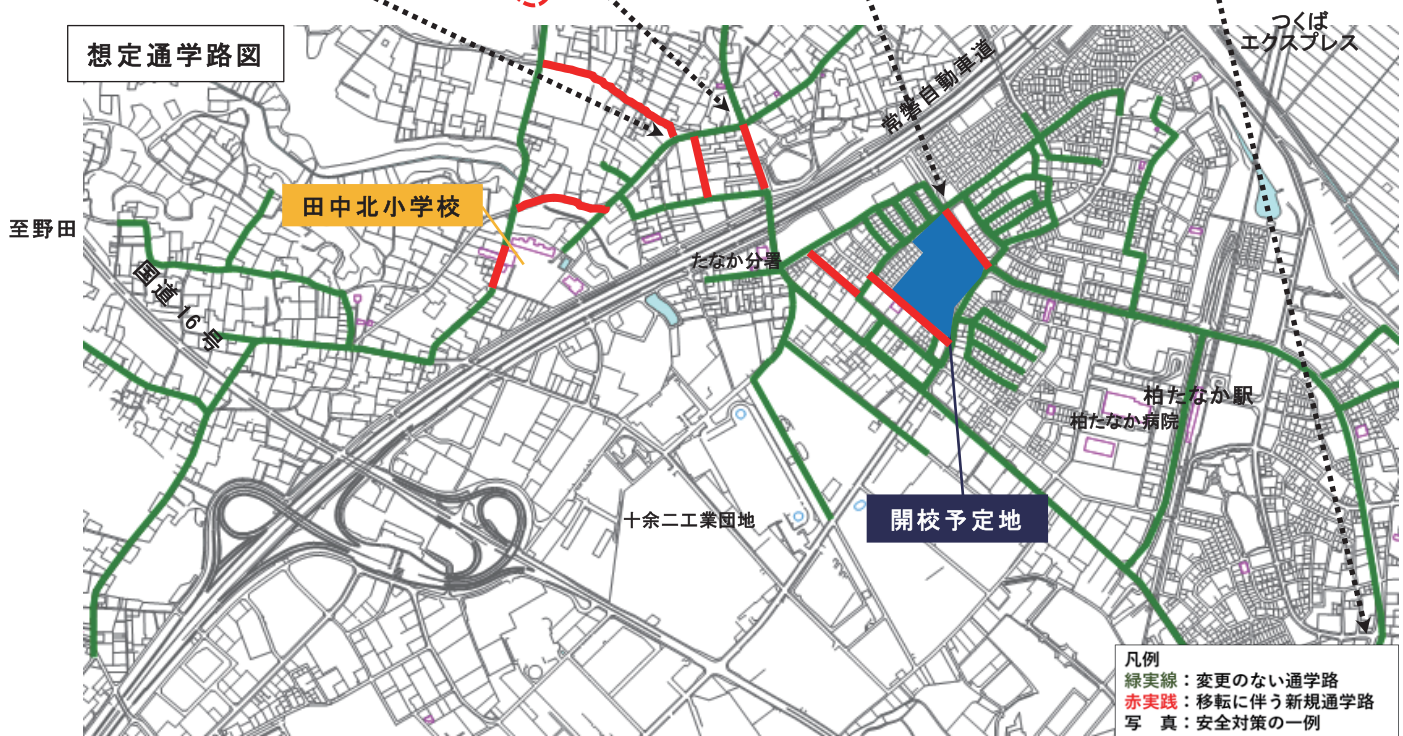 想定通学路図
つくば
エクスプレス
常磐自動車道
田中北小学校
至野田
国道16号
たなか分署
柏たなか駅
柏たなか病院
十余二工業団地
開校予定地
凡例
緑実線：変更のない通学路
赤実践：移転に伴う新規通学路
写　真：安全対策の一例